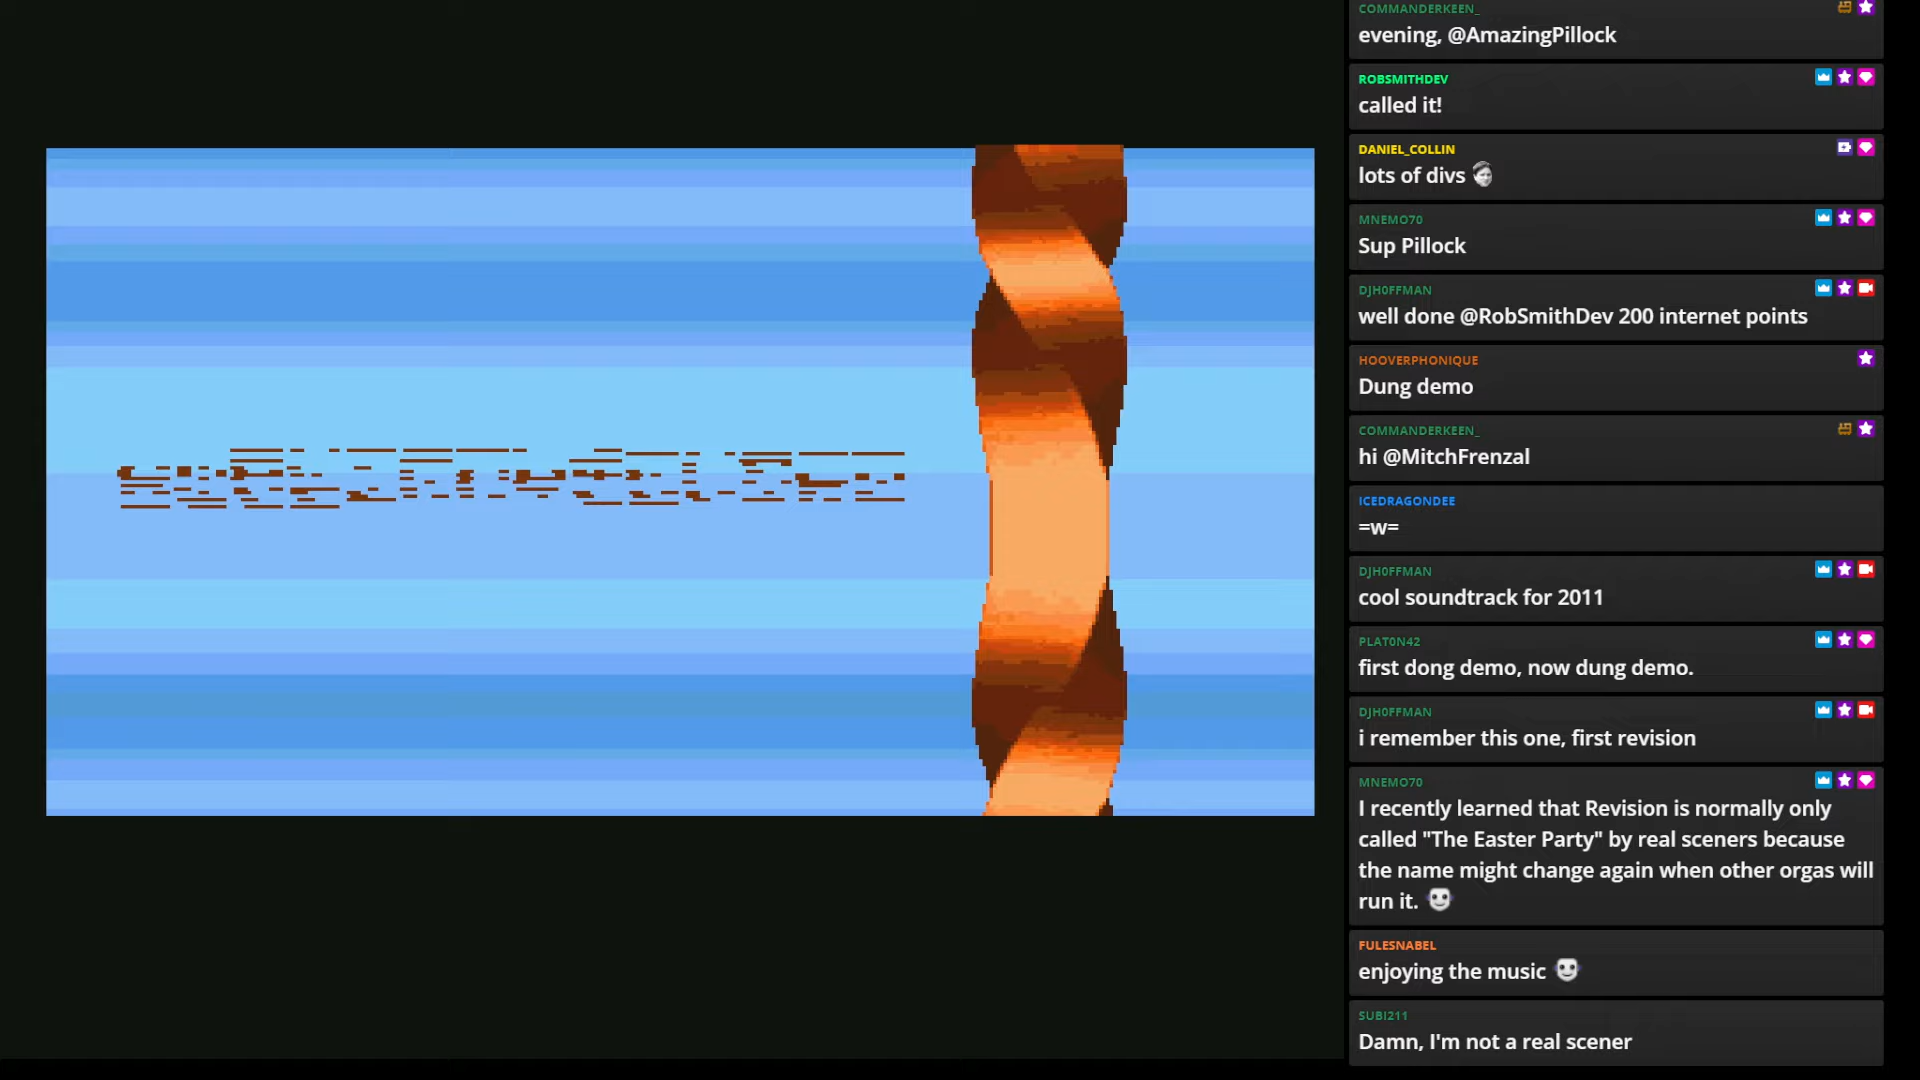 COMMANDERKEEN_
evening, @AmazingPillock
ROBSMITHDEV
called it!
DANIEL_COLLIN
lots of divs
MNEMO70
Sup Pillock
DJH0FFMAN
well done @RobSmithDev 200 internet points
HOOVERPHONIQUE
Dung demo
COMMANDERKEEN_
hi @MitchFrenzal
ICEDRAGONDEE
=w=
DJH0FFMAN
cool soundtrack for 2011
PLAT0N42
first dong demo, now dung demo.
DJH0FFMAN
i remember this one, first revision
MNEMO70
I recently learned that Revision is normally only
called "The Easter Party" by real sceners because
the name might change again when other orgas will
run it.
FULESNABEL
enjoying the music
SUBI211
Damn, I'm not a real scener